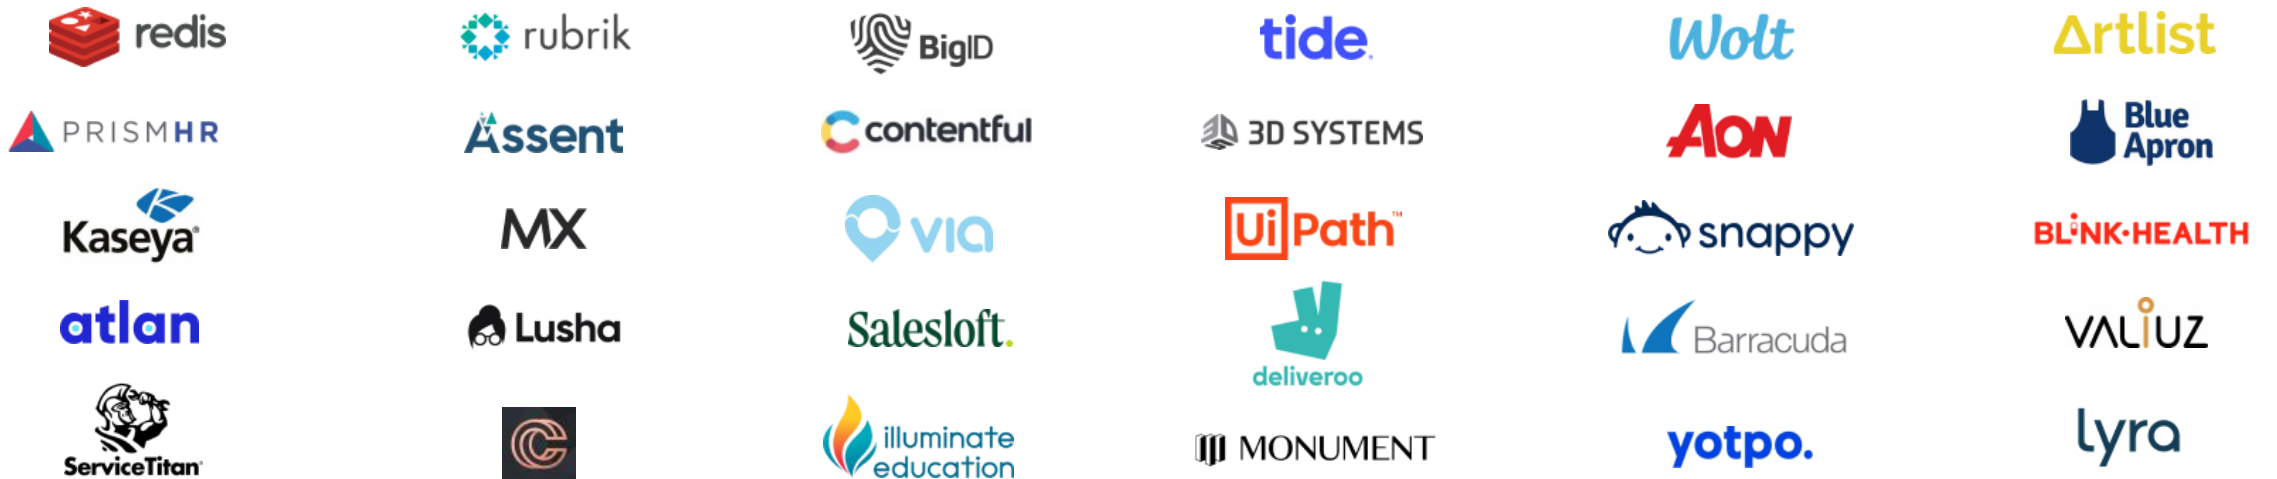 redis
rubrik
BigID
tide
Wolt
Artlist
PRISMHR
Assent
contentful
3D SYSTEMS
AON
Blue
Apron
Kaseya®
MX
via
UiPath™
snappy
BLINK·HEALTH
atlan
Lusha
Salesloft.
deliveroo
Barracuda
VALIUZ
ServiceTitan
C
illuminate
education
MONUMENT
yotpo.
lyra